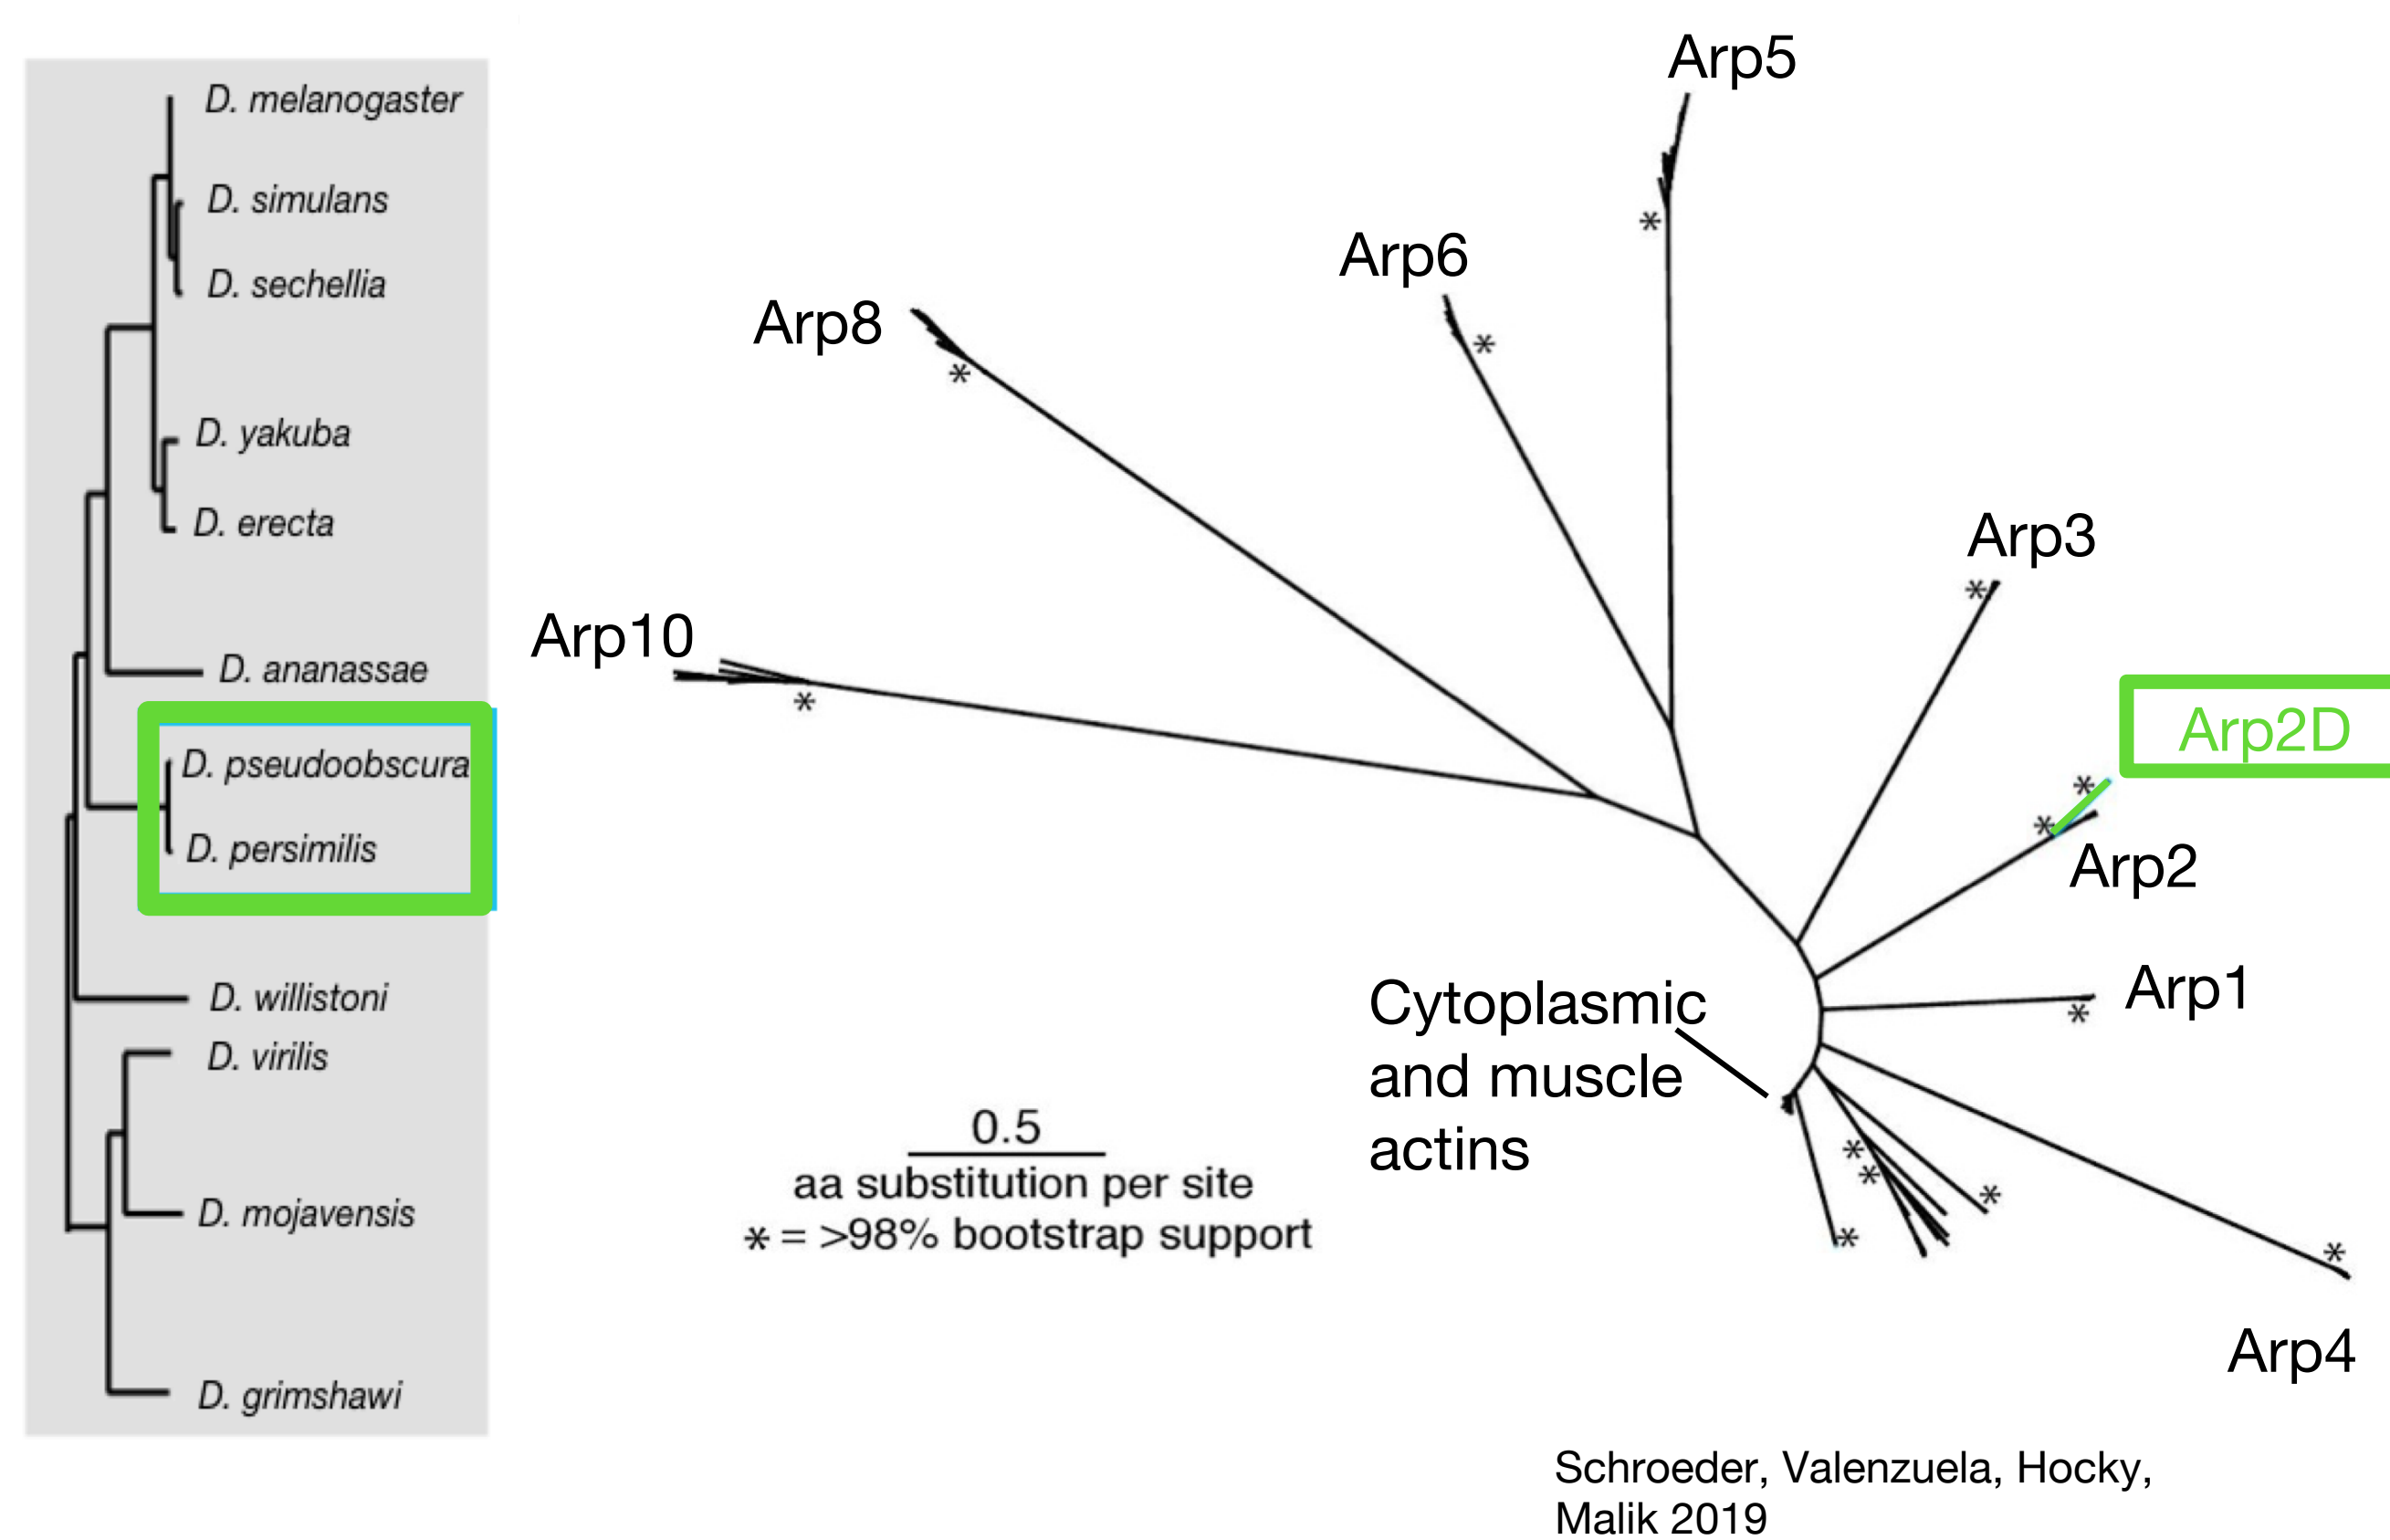 D. melanogaster
D. simulans
D. sechellia
D. yakuba
D. erecta
D. ananassae
D. pseudoobscura
D. persimilis
D. willistoni
D. virilis
D. mojavensis
D. grimshawi
Arp5
Arp6
Arp8
Arp3
Arp10
Arp2D
*
*
*
*
*
*
*
Arp2
Arp1
*
Cytoplasmic
and muscle
actins
*
*
*
*
*
Arp4
0.5
aa substitution per site
* = >98% bootstrap support
Schroeder, Valenzuela, Hocky,
Malik 2019